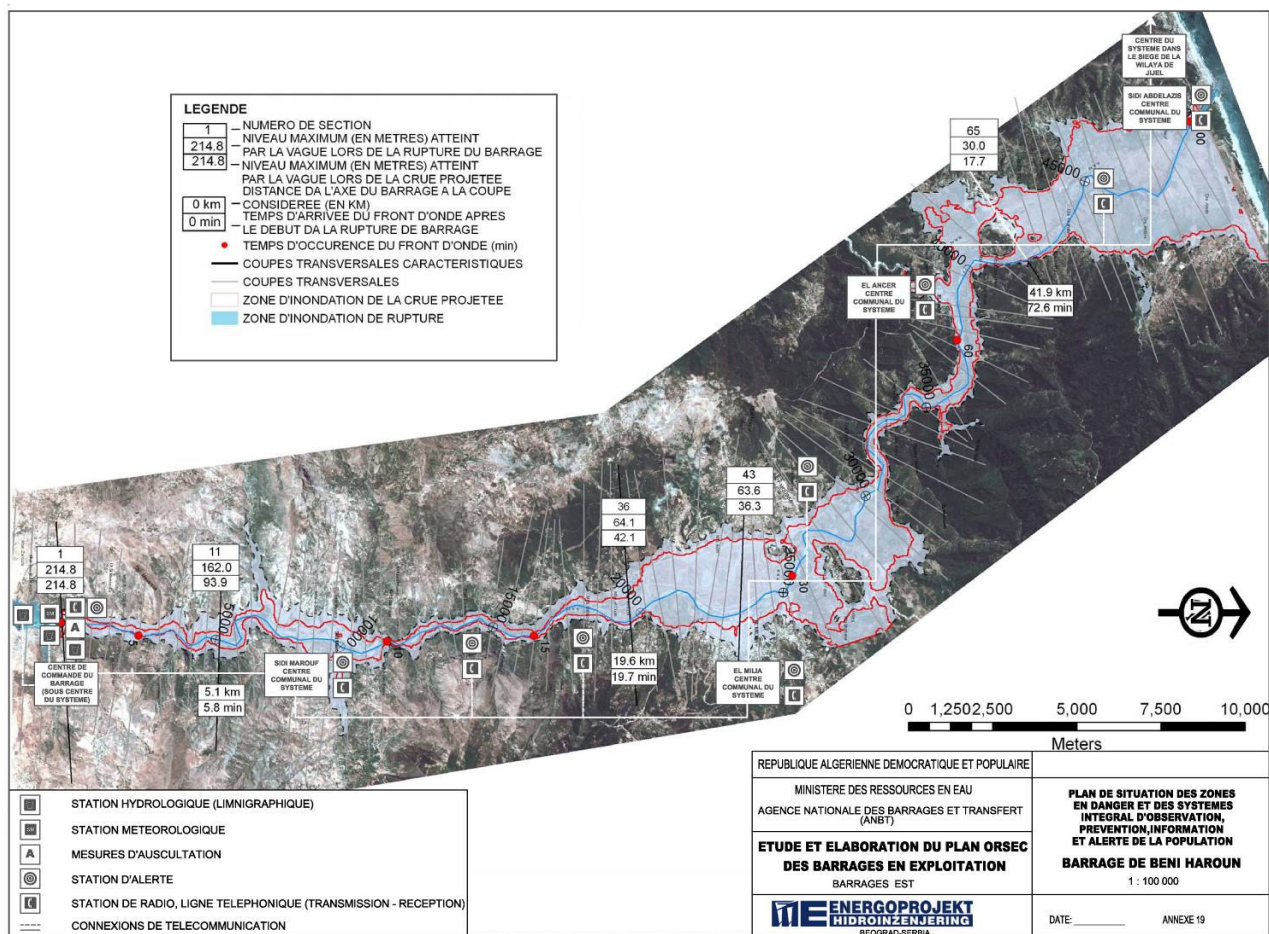 LEGENDE
1
NUMERO DE SECTION
214.8
NIVEAU MAXIMUM (EN METRES) ATTEINT
PAR LA VAGUE LORS DE LA RUPTURE DU BARRAGE
214.8
NIVEAU MAXIMUM (EN METRES) ATTEINT
PAR LA VAGUE LORS DE LA CRUE PROJETEE
DISTANCE DA L'AXE DU BARRAGE A LA COUPE
0 km
CONSIDEREE (EN KM)
0 min
TEMPS D'ARRIVEE DU FRONT D'ONDE APRES
LE DEBUT DA LA RUPTURE DE BARRAGE
TEMPS D'OCCURENCE DU FRONT D'ONDE (min)
COUPES TRANSVERSALES CARACTERISTIQUES
COUPES TRANSVERSALES
ZONE D'INONDATION DE LA CRUE PROJETEE
ZONE D'INONDATION DE RUPTURE
CENTRE DU
SYSTEME DANS
LE SIEGE DE LA
WILAYA DE
JIJEL
SIDI ABDELAZIS
CENTRE
COMMUNAL DU
SYSTEME
65
30.0
17.7
45000
40000
EL ANCER
CENTRE
COMMUNAL DU
SYSTEME
41.9 km
72.6 min
60
35000
30000
43
63.6
36.3
36
64.1
42.1
25000
30
20000
11
162.0
93.9
1
214.8
214.8
5
5000
10000
10
15000
15
A
CENTRE DE
COMMANDE DU
BARRAGE
(SOUS CENTRE
DU SYSTEME)
5.1 km
5.8 min
SIDI MAROUF
CENTRE
COMMUNAL DU
SYSTEME
19.6 km
19.7 min
EL MILIA
CENTRE
COMMUNAL DU
SYSTEME
N
0 1,250 2,500 5,000 7,500 10,000
Meters
STATION HYDROLOGIQUE (LIMNIGRAPHIQUE)
STATION METEOROLOGIQUE
A
MESURES D'AUSCULTATION
STATION D'ALERTE
STATION DE RADIO, LIGNE TELEPHONIQUE (TRANSMISSION - RECEPTION)
CONNEXIONS DE TELECOMMUNICATION
REPUBLIQUE ALGERIENNE DEMOCRATIQUE ET POPULAIRE
MINISTERE DES RESSOURCES EN EAU
AGENCE NATIONALE DES BARRAGES ET TRANSFERT
(ANBT)
ETUDE ET ELABORATION DU PLAN ORSEC
DES BARRAGES EN EXPLOITATION
BARRAGES EST
ENERGOPROJEKT
HIDROINZENJERING
BEOGRAD-SERBIA
PLAN DE SITUATION DES ZONES
EN DANGER ET DES SYSTEMES
INTEGRAL D'OBSERVATION,
PREVENTION,INFORMATION
ET ALERTE DE LA POPULATION
BARRAGE DE BENI HAROUN
1 : 100 000
DATE:
ANNEXE 19